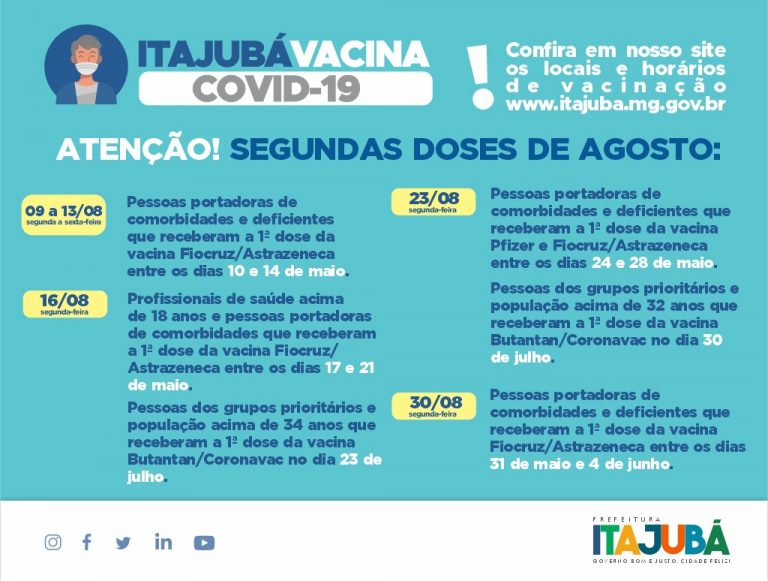 ITAJUBÁVACINA
COVID-19
!
Confira em nosso site
os locais e horários
de vacinação
www.itajuba.mg.gov.br
ATENÇÃO! SEGUNDAS DOSES DE AGOSTO:
09 a 13/08
segunda a sexta-feira
Pessoas portadoras de
comorbidades e deficientes
que receberam a 1ª dose da
vacina Fiocruz/Astrazeneca
entre os dias 10 e 14 de maio.
16/08
segunda-feira
Profissionais de saúde acima
de 18 anos e pessoas portadoras
de comorbidades que receberam
a 1ª dose da vacina Fiocruz/
Astrazeneca entre os dias 17 e 21
de maio.
Pessoas dos grupos prioritários e
população acima de 34 anos que
receberam a 1ª dose da vacina
Butantan/Coronavac no dia 23 de
julho.
23/08
segunda-feira
Pessoas portadoras de
comorbidades e deficientes que
receberam a 1ª dose da vacina
Pfizer e Fiocruz/Astrazeneca
entre os dias 24 e 28 de maio.
Pessoas dos grupos prioritários e
população acima de 32 anos que
receberam a 1ª dose da vacina
Butantan/Coronavac no dia 30
de julho.
30/08
segunda-feira
Pessoas portadoras de
comorbidades e deficientes que
receberam a 1ª dose da vacina
Fiocruz/Astrazeneca entre os dias
31 de maio e 4 de junho.
PREFEITURA
ITAJUBÁ
GOVERNO BOM E JUSTO, CIDADE FELIZ!